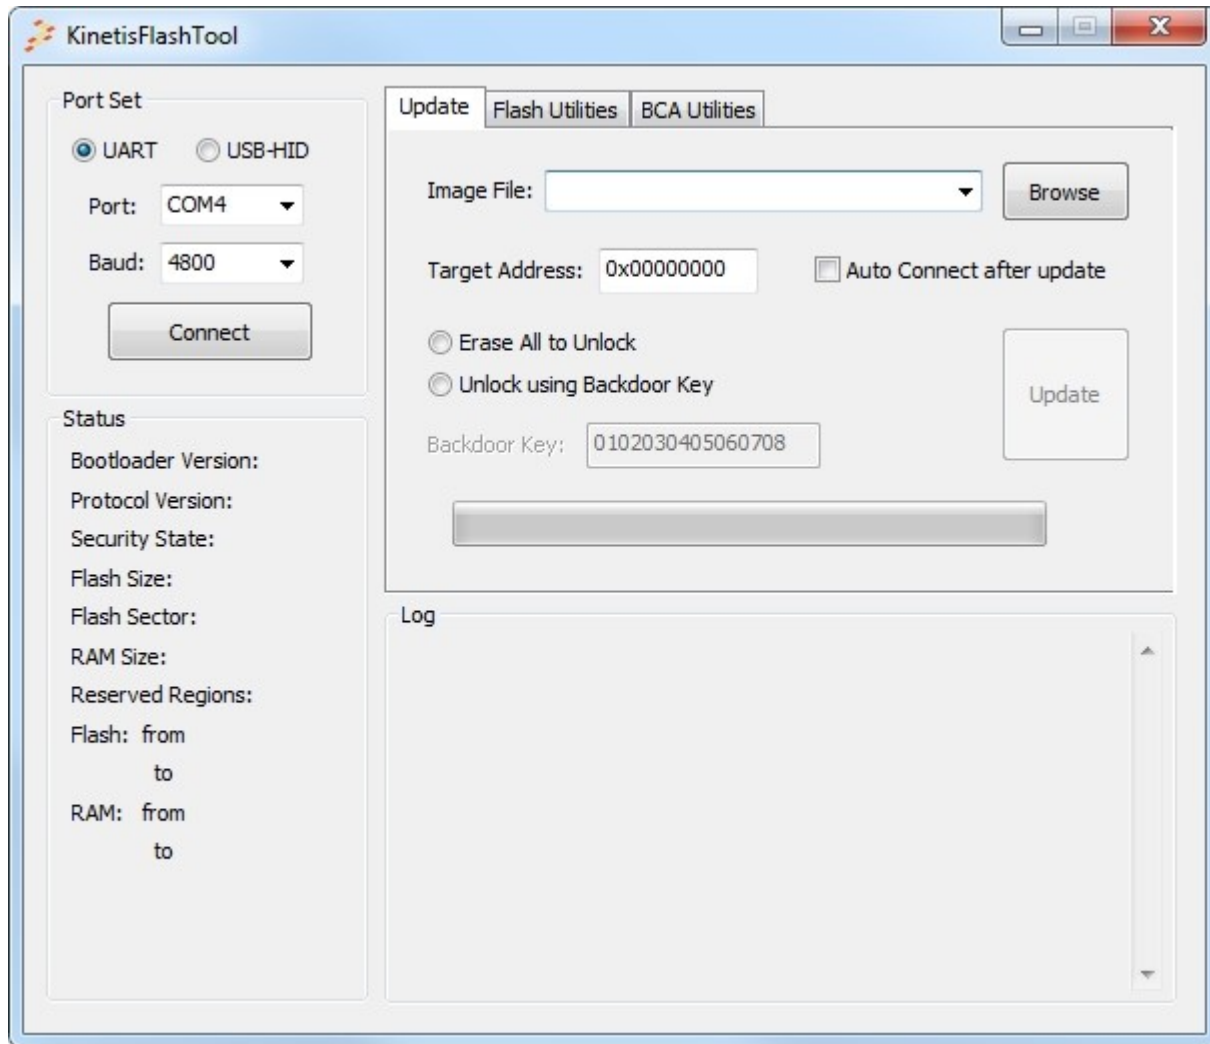 KinetisFlashTool
Port Set
UART USB-HID
Port: COM4
Baud: 4800
Connect
Status
Bootloader Version:
Protocol Version:
Security State:
Flash Size:
Flash Sector:
RAM Size:
Reserved Regions:
Flash: from
to
RAM: from
to
Update Flash Utilities BCA Utilities
Image File: Browse
Target Address: 0x00000000 Auto Connect after update
Erase All to Unlock
Unlock using Backdoor Key
Update
Backdoor Key: 0102030405060708
Log